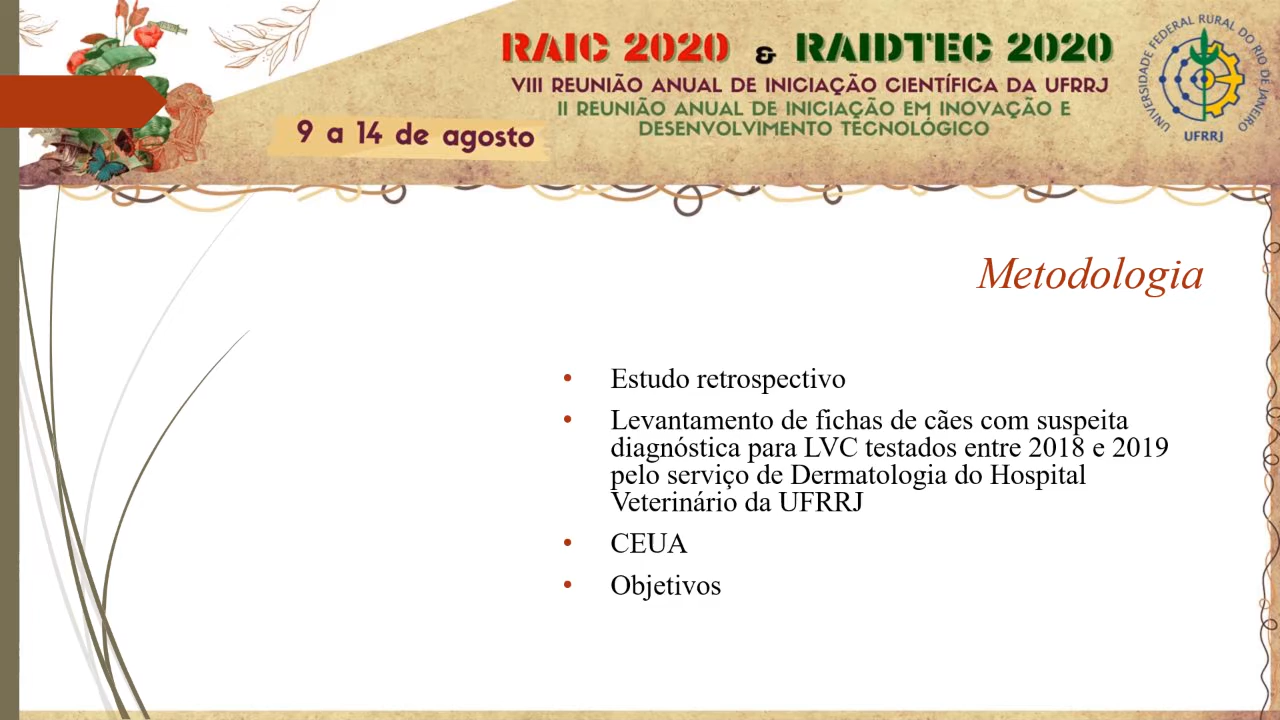 RAIC 2020 & RAIDTEC 2020
VIII REUNIÃO ANUAL DE INICIAÇÃO CIENTÍFICA DA UFRRJ
II REUNIÃO ANUAL DE INICIAÇÃO EM INOVAÇÃO E
DESENVOLVIMENTO TECNOLÓGICO
9 a 14 de agosto
UNIVERSIDADE FEDERAL RURAL DO RIO DE JANEIRO
UFRRJ
Metodologia
• Estudo retrospectivo
• Levantamento de fichas de cães com suspeita
diagnóstica para LVC testados entre 2018 e 2019
pelo serviço de Dermatologia do Hospital
Veterinário da UFRRJ
• CEUA
• Objetivos